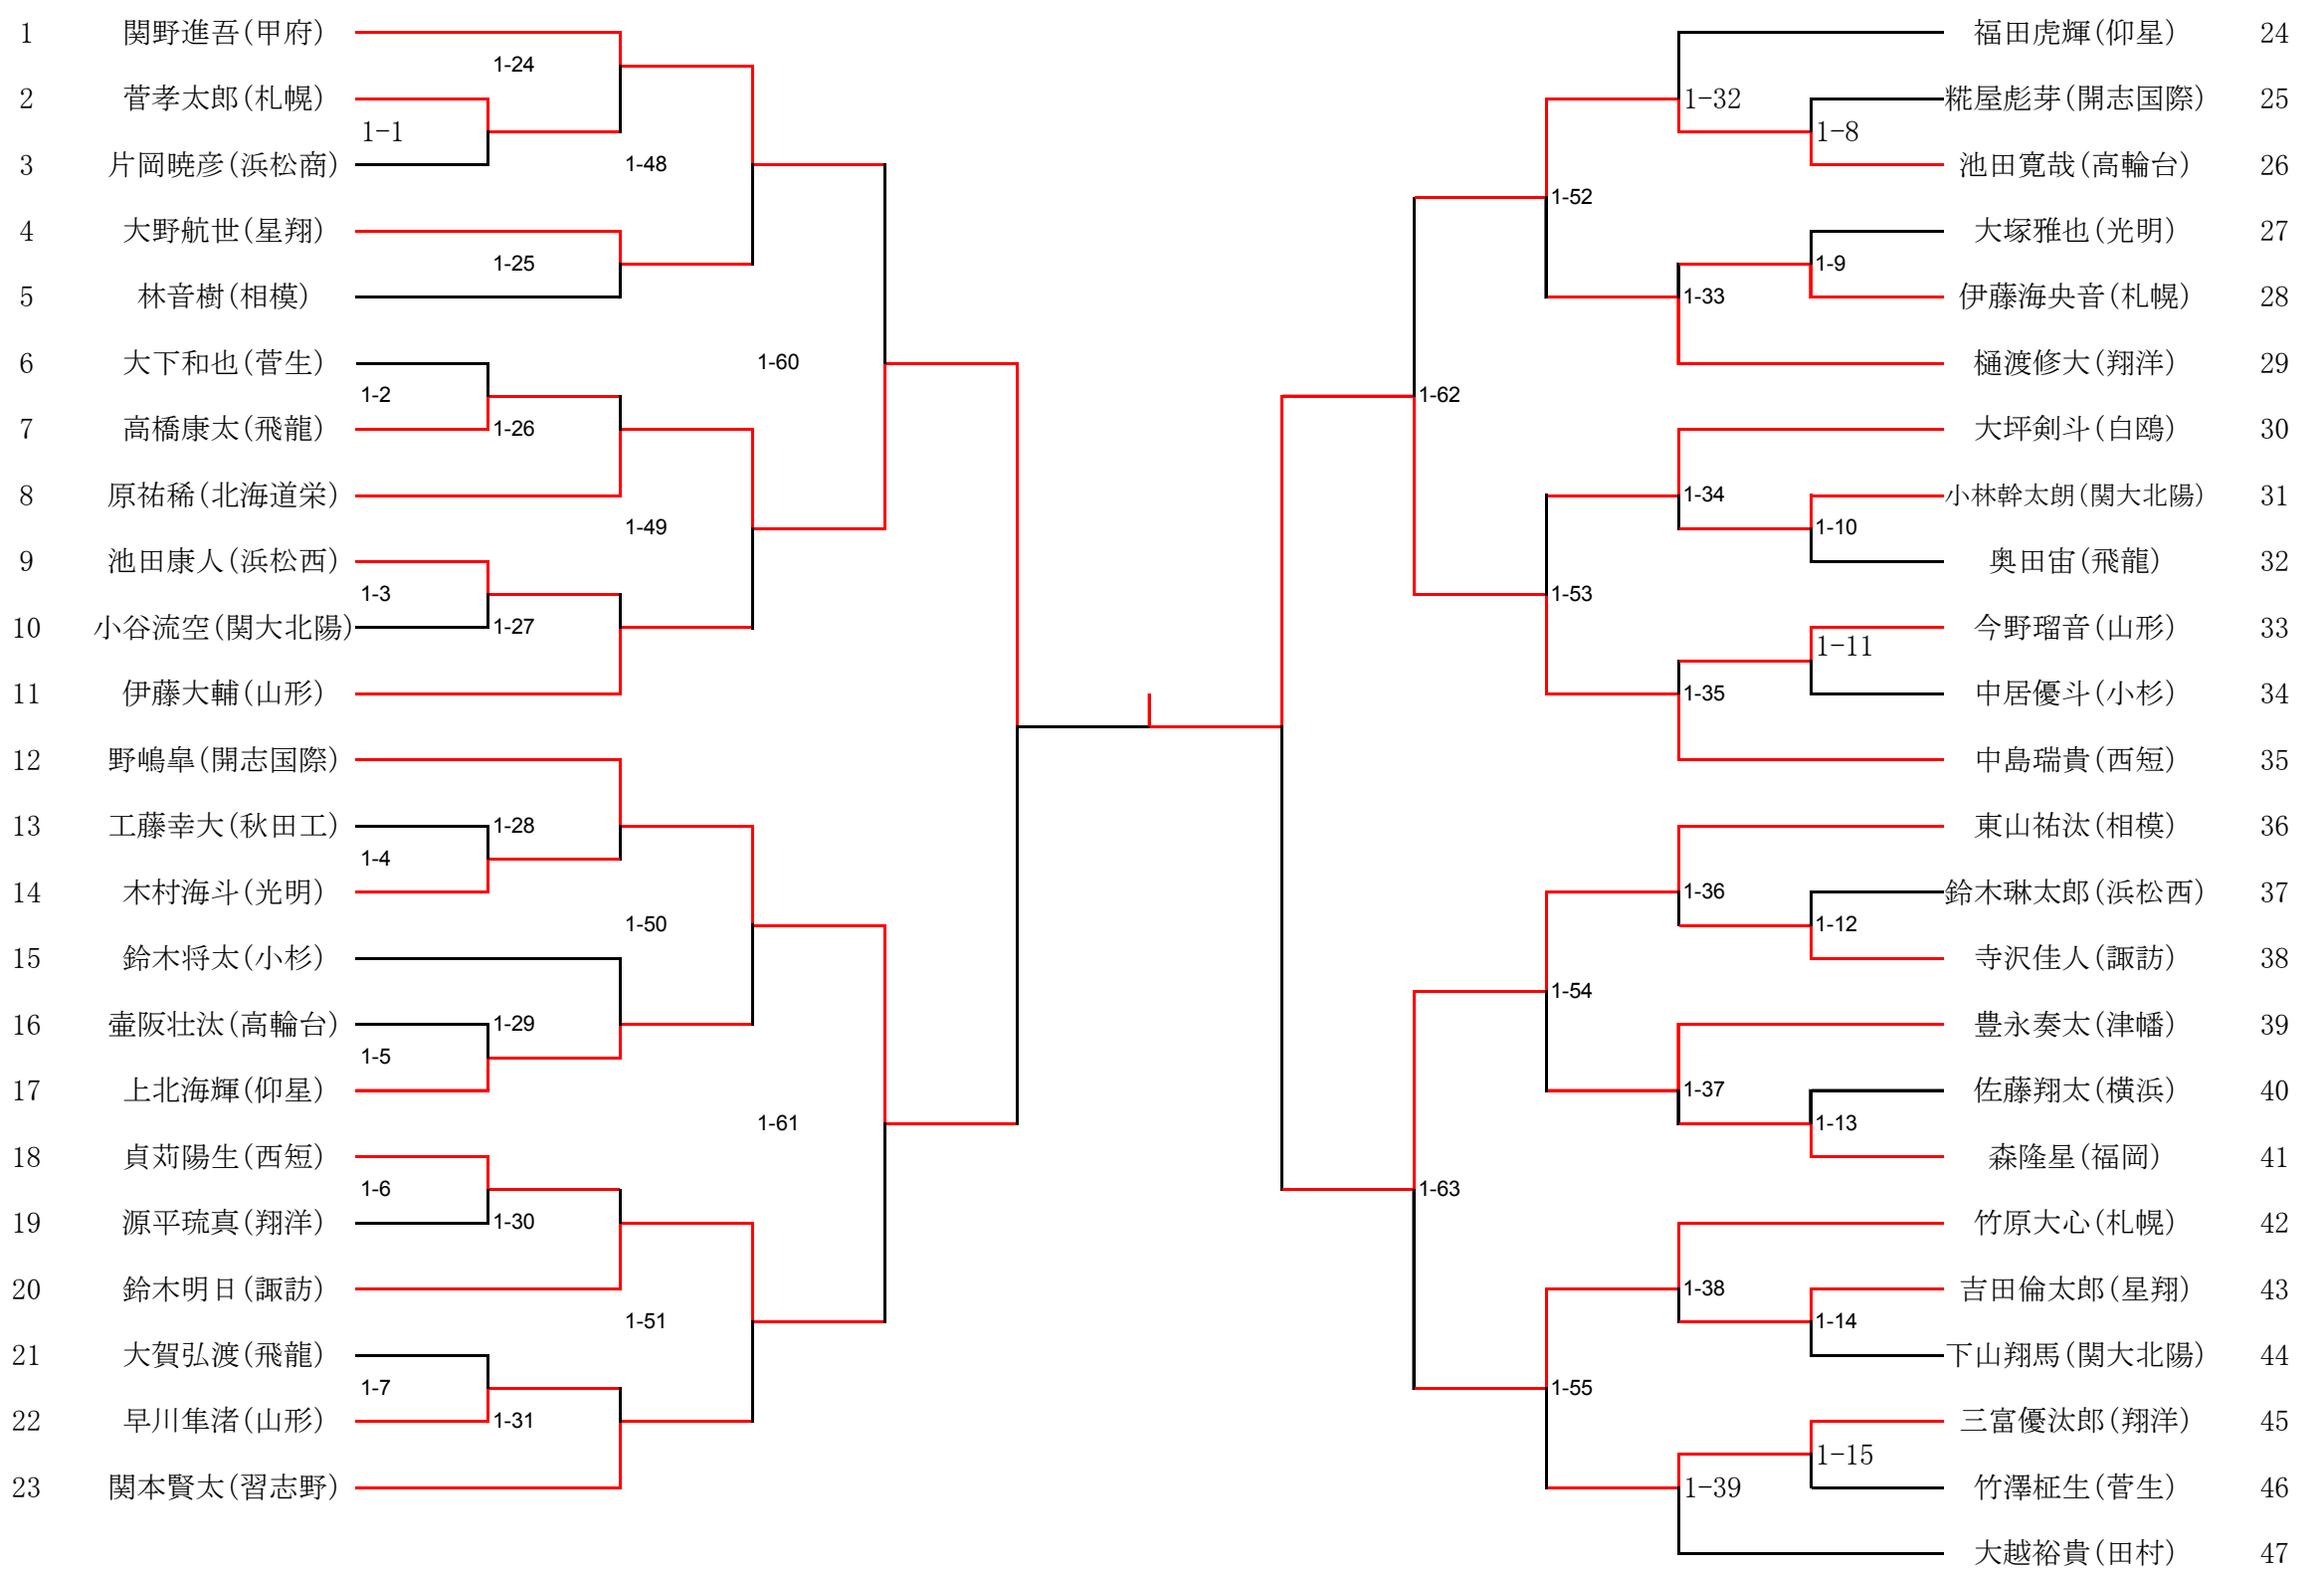 1 関野進吾(甲府)
1-24
2 菅孝太郎(札幌)
1-1
3 片岡暁彦(浜松商)
1-48
4 大野航世(星翔)
1-25
5 林音樹(相模)
6 大下和也(菅生)
1-60
1-2
7 高橋康太(飛龍)
1-26
8 原祐稀(北海道栄)
1-49
9 池田康人(浜松西)
1-3
10 小谷流空(関大北陽)
1-27
11 伊藤大輔(山形)
12 野嶋皐(開志国際)
13 工藤幸大(秋田工)
1-28
1-4
14 木村海斗(光明)
1-50
15 鈴木将太(小杉)
16 壷阪壮汰(高輪台)
1-29
1-5
17 上北海輝(仰星)
1-61
18 貞苅陽生(西短)
1-6
19 源平琉真(翔洋)
1-30
20 鈴木明日(諏訪)
1-51
21 大賀弘渡(飛龍)
1-7
22 早川隼渚(山形)
1-31
23 関本賢太(習志野)
福田虎輝(仰星) 24
1-32
糀屋彪芽(開志国際) 25
1-8
池田寛哉(高輪台) 26
1-52
大塚雅也(光明) 27
1-9
伊藤海央音(札幌) 28
1-33
樋渡修大(翔洋) 29
1-62
大坪剣斗(白鴎) 30
1-34
小林幹太朗(関大北陽) 31
1-10
奥田宙(飛龍) 32
1-53
今野瑠音(山形) 33
1-11
中居優斗(小杉) 34
1-35
中島瑞貴(西短) 35
東山祐汰(相模) 36
1-36
鈴木琳太郎(浜松西) 37
1-12
寺沢佳人(諏訪) 38
1-54
豊永奏太(津幡) 39
1-37
佐藤翔太(横浜) 40
1-13
森隆星(福岡) 41
1-63
竹原大心(札幌) 42
1-38
吉田倫太郎(星翔) 43
1-14
下山翔馬(関大北陽) 44
1-55
三富優汰郎(翔洋) 45
1-15
竹澤柾生(菅生) 46
1-39
大越裕貴(田村) 47